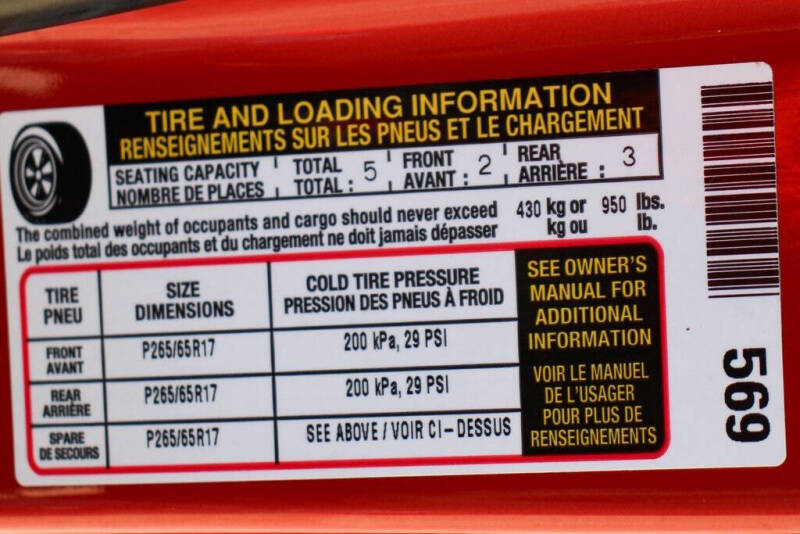 TIRE AND LOADING INFORMATION
RENSEIGNEMENTS SUR LES PNEUS ET LE CHARGEMENT
SEATING CAPACITY TOTAL FRONT REAR
NOMBRE DE PLACES TOTAL : 5 AVANT : 2 ARRIÈRE : 3
The combined weight of occupants and cargo should never exceed 430 kg or 950 lbs.
Le poids total des occupants et du chargement ne doit jamais dépasser kg ou lb.
TIRE SIZE COLD TIRE PRESSURE
PNEU DIMENSIONS PRESSION DES PNEUS À FROID
FRONT
AVANT P265/65R17 200 kPa, 29 PSI
REAR
ARRIÈRE P265/65R17 200 kPa, 29 PSI
SPARE
DE SECOURS P265/65R17 SEE ABOVE / VOIR CI-DESSUS
SEE OWNER'S
MANUAL FOR
ADDITIONAL
INFORMATION
VOIR LE MANUEL
DE L'USAGER
POUR PLUS DE
RENSEIGNEMENTS
569